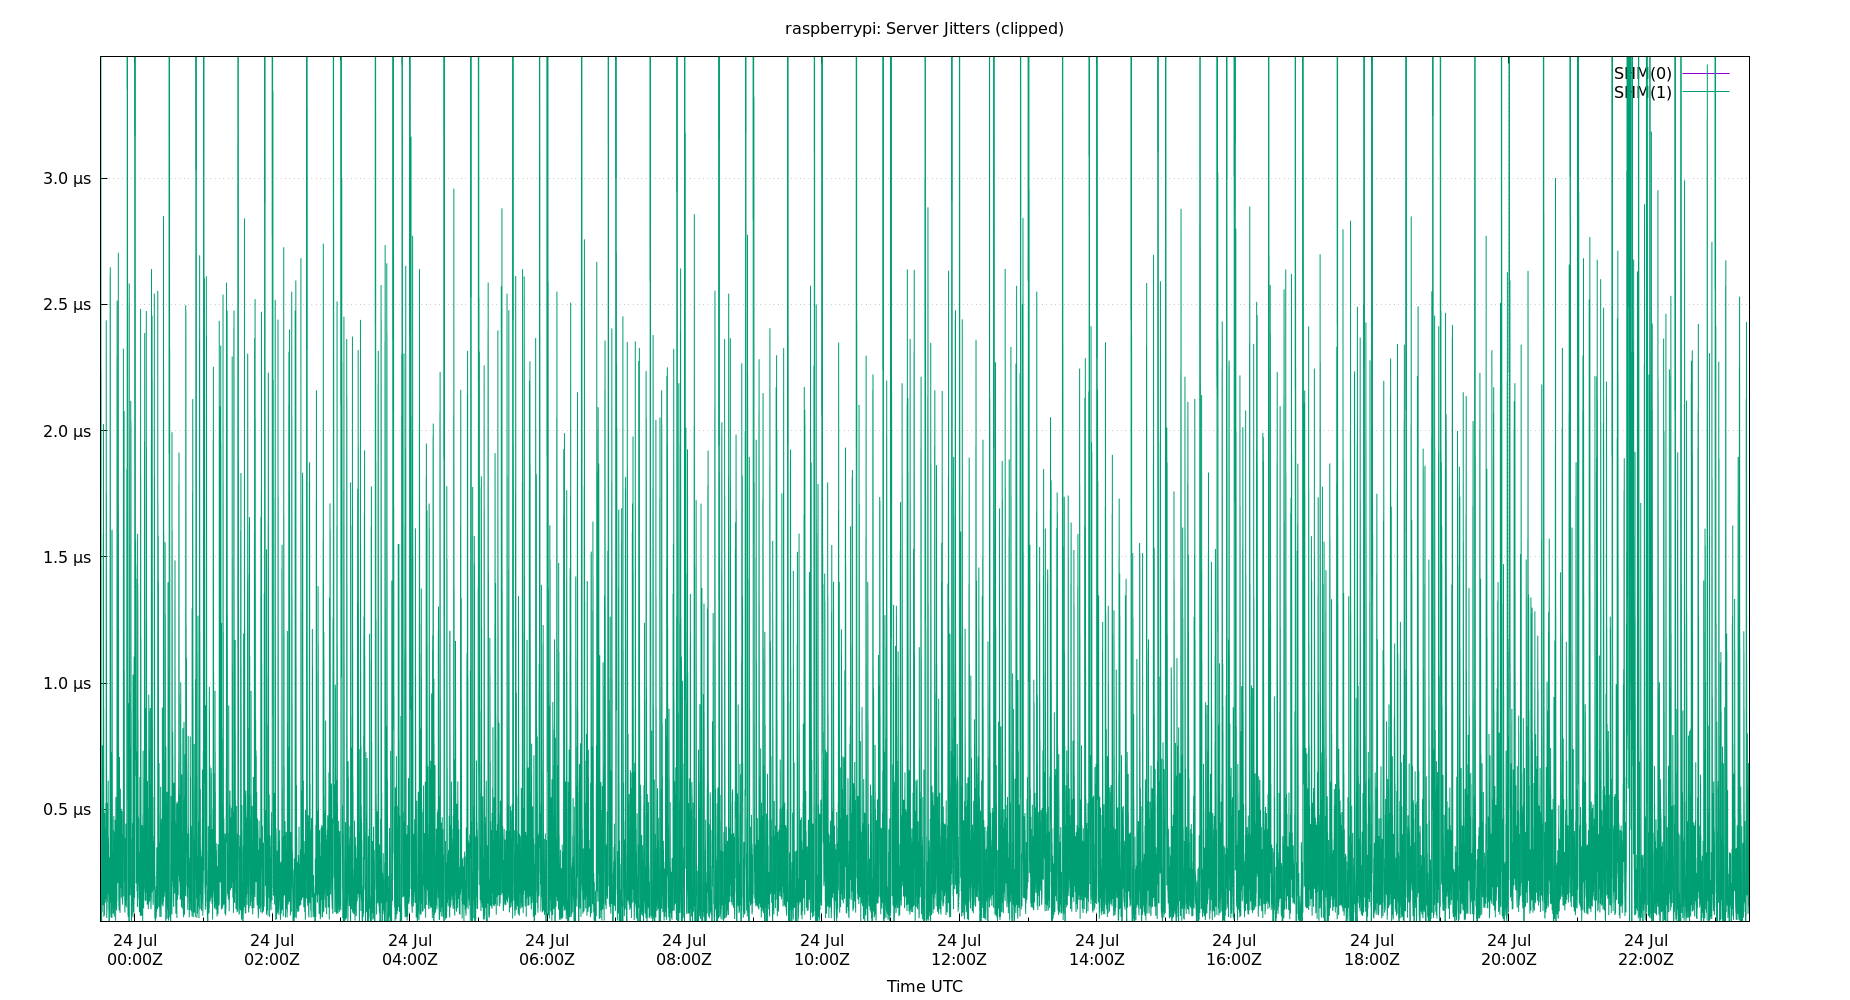 raspberrypi: Server Jitters (clipped)
SHM(0)
SHM(1)
3.0 µs
2.5 µs
2.0 µs
1.5 µs
1.0 µs
0.5 µs
24 Jul 24 Jul 24 Jul 24 Jul 24 Jul 24 Jul 24 Jul 24 Jul 24 Jul 24 Jul 24 Jul 24 Jul
00:00Z 02:00Z 04:00Z 06:00Z 08:00Z 10:00Z 12:00Z 14:00Z 16:00Z 18:00Z 20:00Z 22:00Z
Time UTC